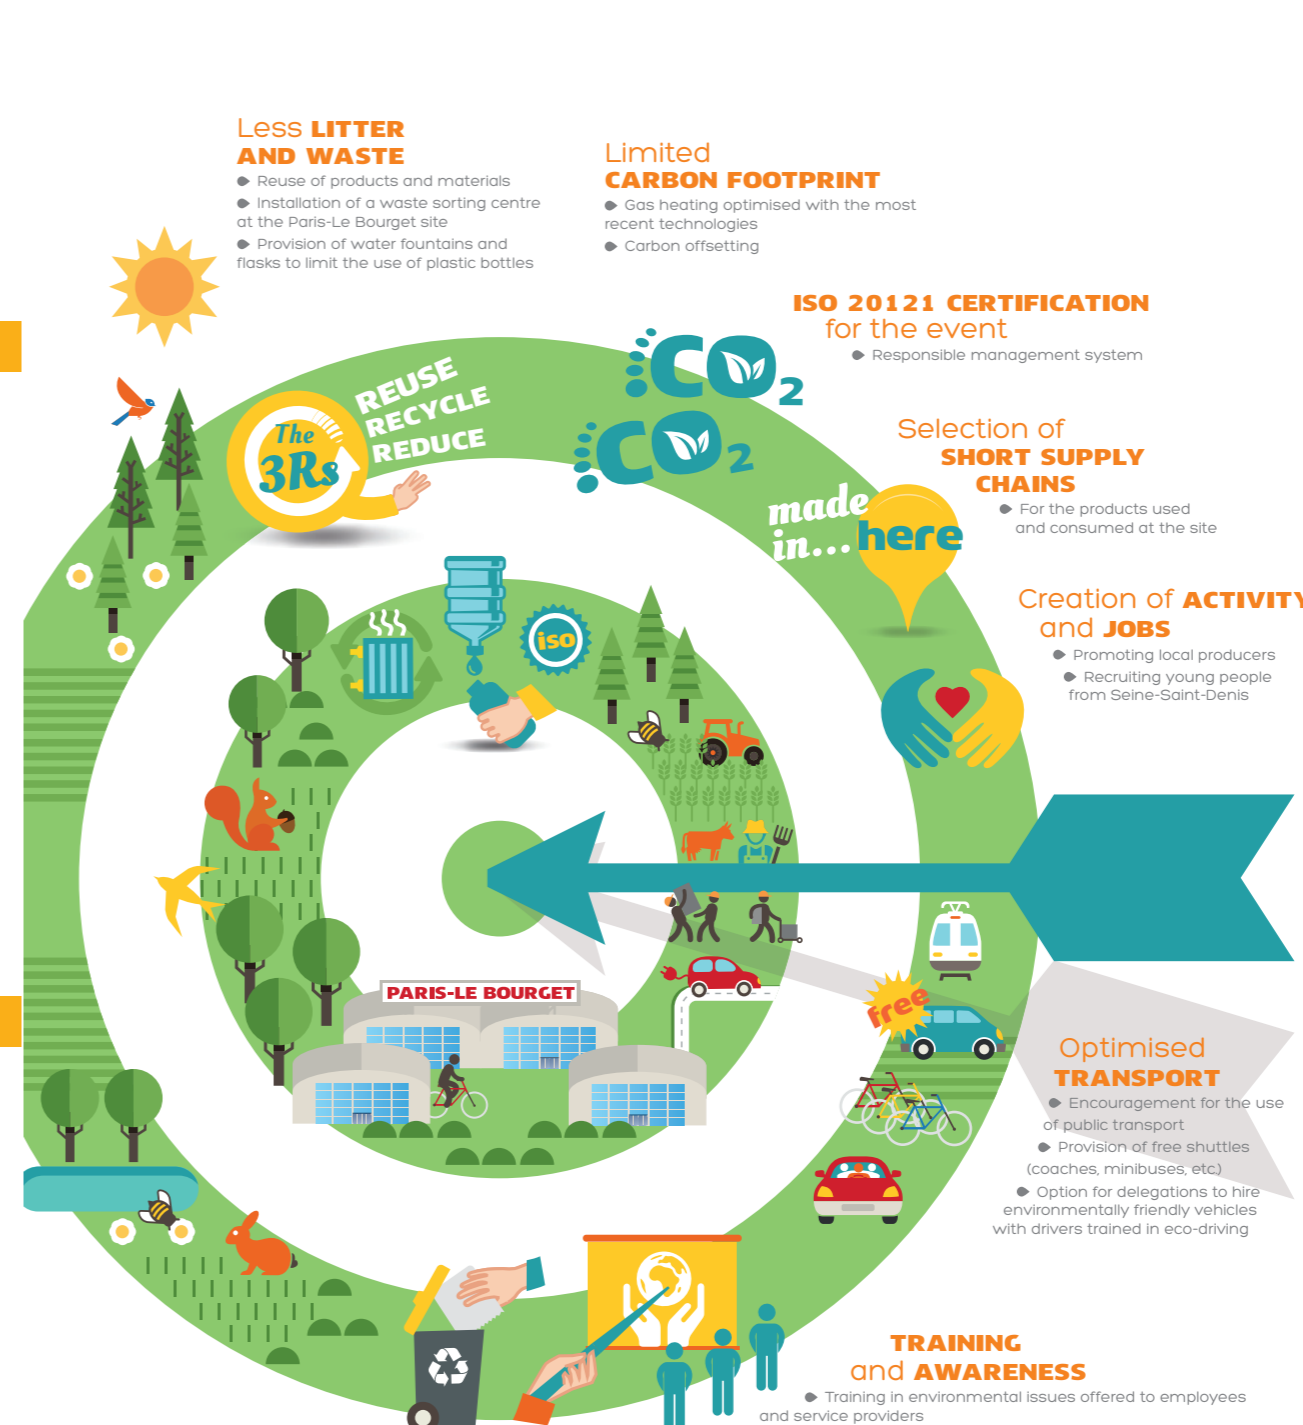 Less LITTER
AND WASTE
Reuse of products and materials
Installation of a waste sorting centre
at the Paris-Le Bourget site
Provision of water fountains and
flasks to limit the use of plastic bottles
Limited
CARBON FOOTPRINT
Gas heating optimised with the most
recent technologies
Carbon offsetting
ISO 20121 CERTIFICATION
for the event
Responsible management system
REUSE
RECYCLE
REDUCE
The
3Rs
CO2
CO2
Selection of
SHORT SUPPLY
CHAINS
For the products used
and consumed at the site
made
in...here
iso
Creation of ACTIVITY
and JOBS
Promoting local producers
Recruiting young people
from Seine-Saint-Denis
PARIS-LE BOURGET
free
Optimised
TRANSPORT
Encouragement for the use
of public transport
Provision of free shuttles
(coaches, minibuses, etc.)
Option for delegations to hire
environmentally friendly vehicles
with drivers trained in eco-driving
TRAINING
and AWARENESS
Training in environmental issues offered to employees
and service providers